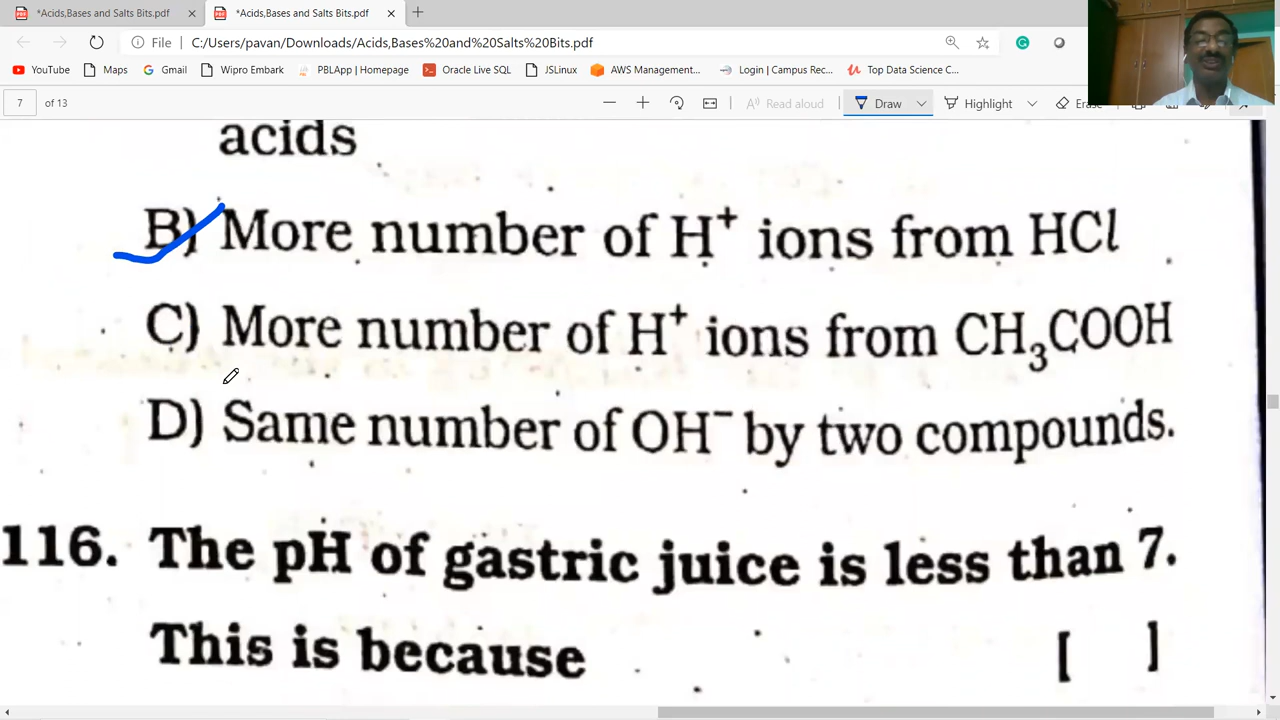 *Acids,Bases and Salts Bits.pdf
*Acids,Bases and Salts Bits.pdf
File C:/Users/pavan/Downloads/Acids,Bases%20and%20Salts%20Bits.pdf
YouTube Maps Gmail Wipro Embark PBLApp | Homepage Oracle Live SQL JSLinux AWS Management... Login | Campus Rec... Top Data Science C...
7 of 13 Read aloud Draw Highlight
acids
B) More number of H⁺ ions from HCl
C) More number of H⁺ ions from CH₃COOH
D) Same number of OH⁻ by two compounds.
116. The pH of gastric juice is less than 7.
This is because [ ]